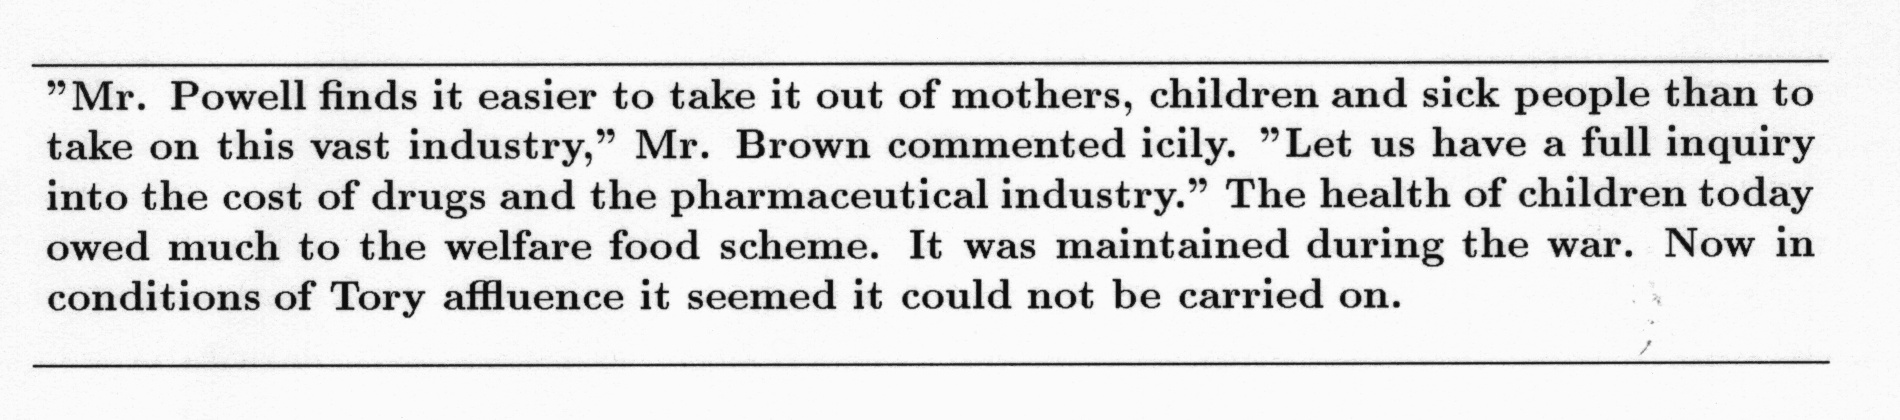 ”Mr. Powell finds it easier to take it out of mothers, children and sick people than to
take on this vast industry,” Mr. Brown commented icily. ”Let us have a full inquiry
into the cost of drugs and the pharmaceutical industry.” The health of children today
owed much to the welfare food scheme. It was maintained during the war. Now in
conditions of Tory affluence it seemed it could not be carried on.